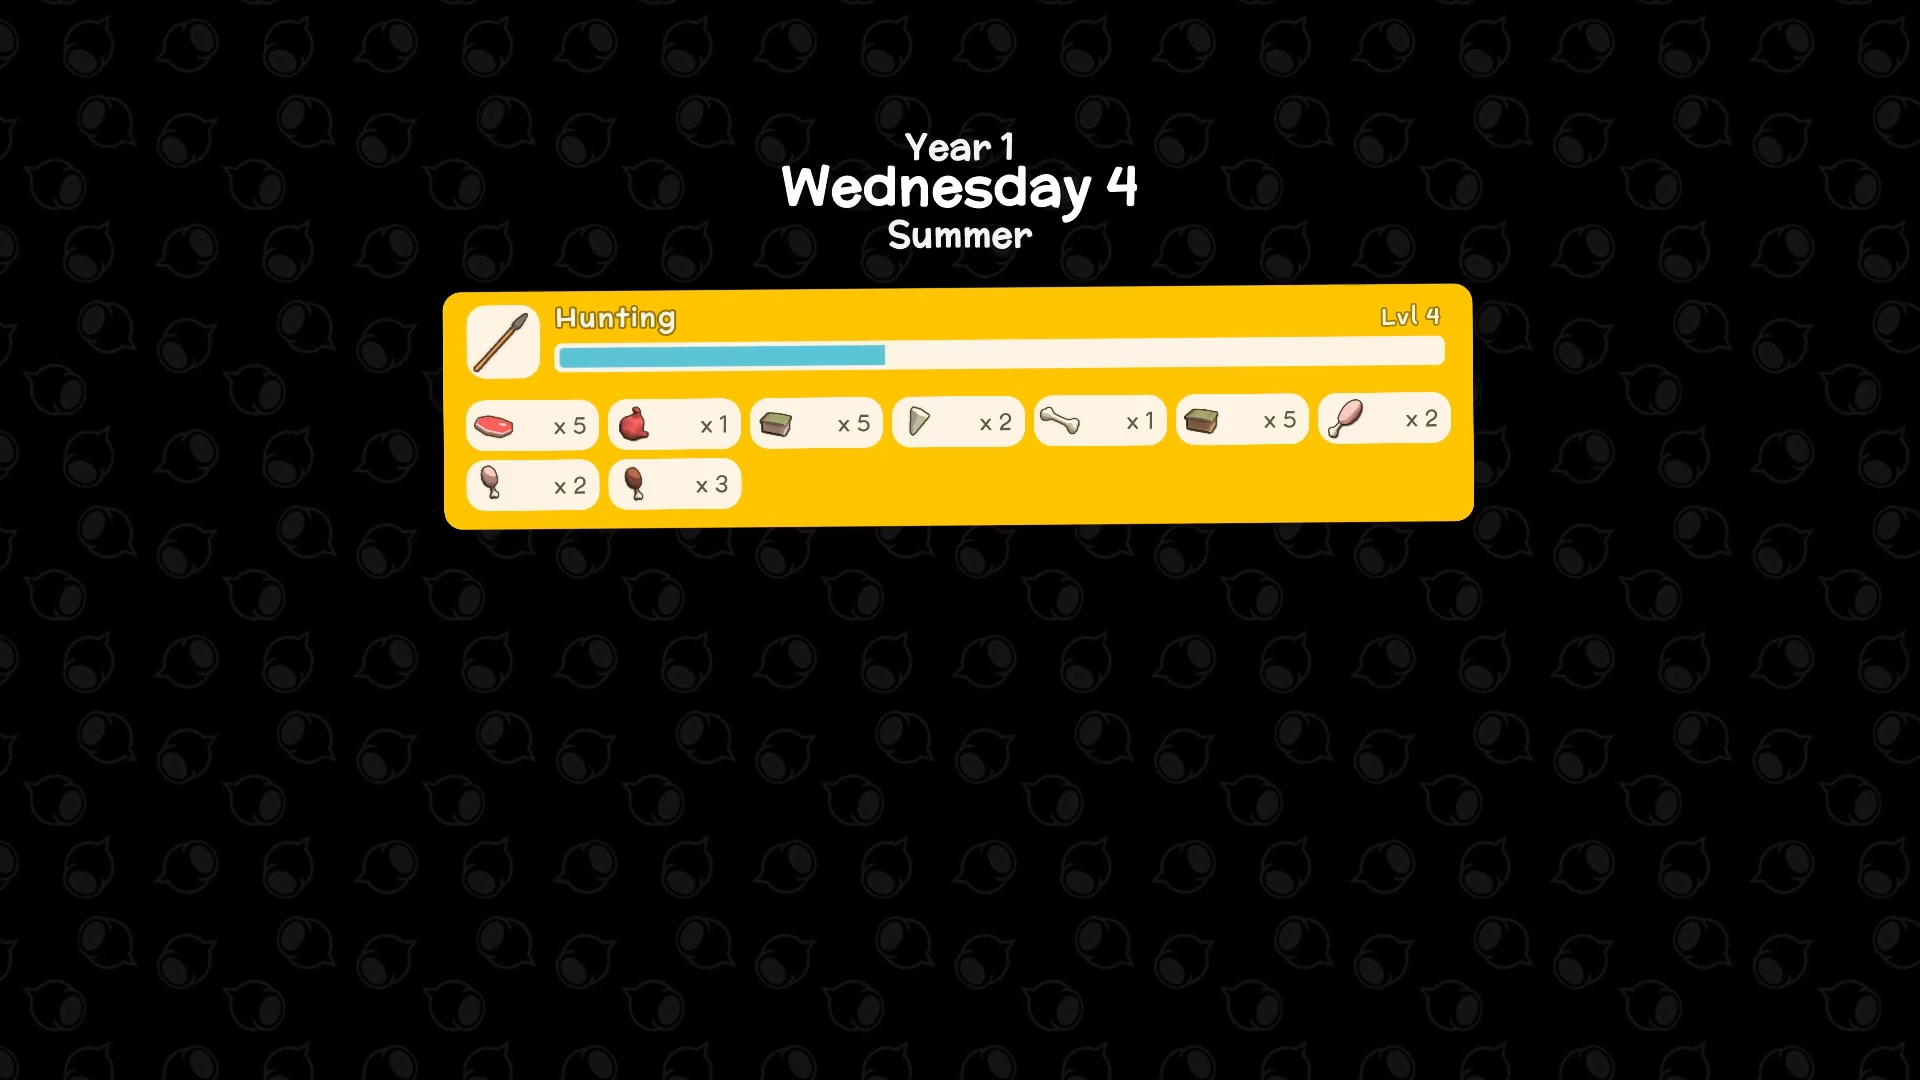 Year 1
Wednesday 4
Summer
Hunting Lvl 4
x 5 x 1 x 5 x 2 x 1 x 5 x 2
x 2 x 3